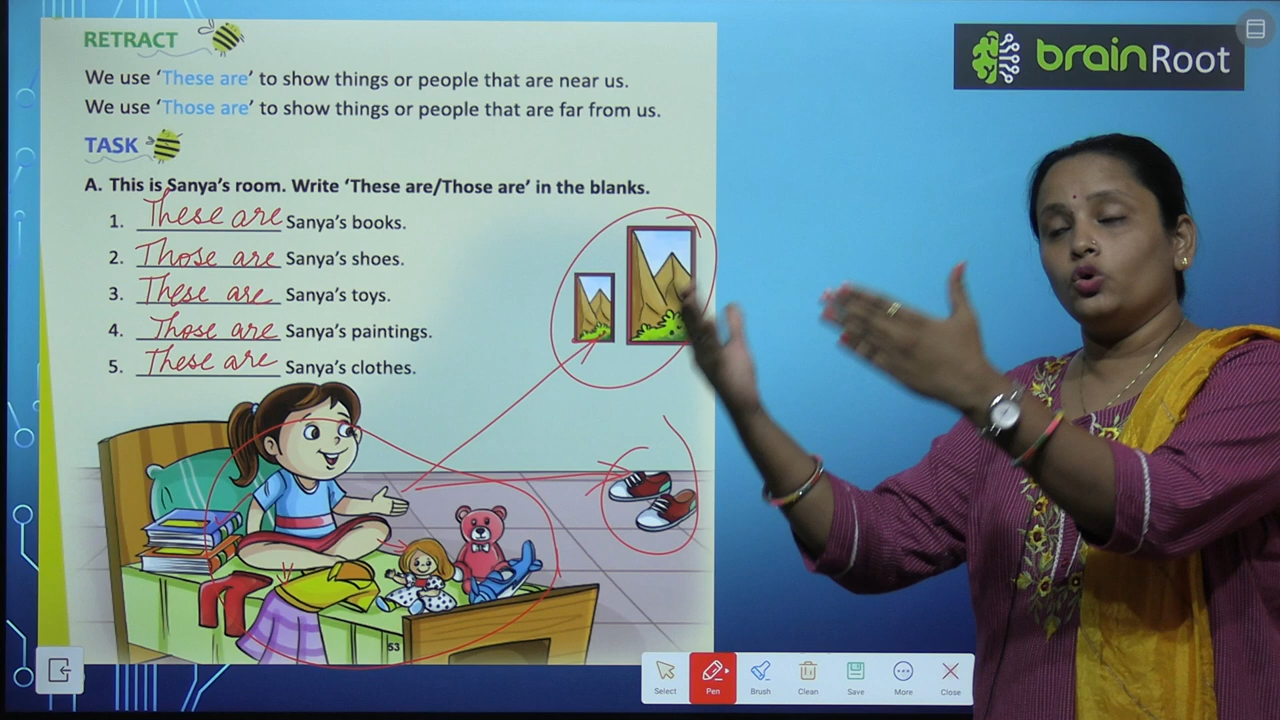 RETRACT
We use ‘These are’ to show things or people that are near us.
We use ‘Those are’ to show things or people that are far from us.
TASK
A. This is Sanya’s room. Write ‘These are/Those are’ in the blanks.
1. These are Sanya’s books.
2. Those are Sanya’s shoes.
3. These are Sanya’s toys.
4. Those are Sanya’s paintings.
5. These are Sanya’s clothes.
53
brainRoot
Select Pen Brush Clean Save More Close